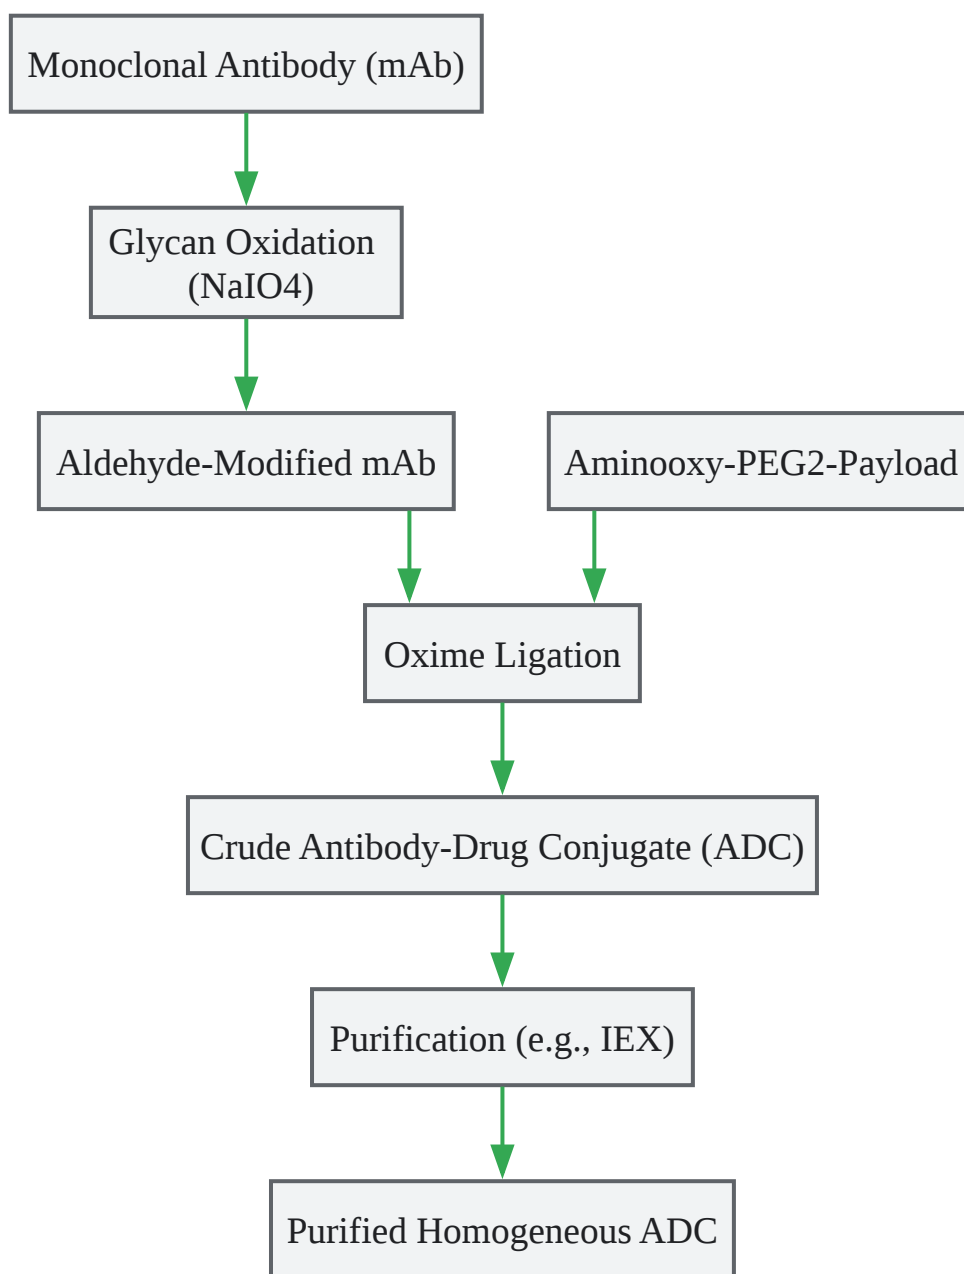 Monoclonal Antibody (mAb)
Glycan Oxidation
(NaIO4)
Aldehyde-Modified mAb
Aminooxy-PEG2-Payload
Oxime Ligation
Crude Antibody-Drug Conjugate (ADC)
Purification (e.g., IEX)
Purified Homogeneous ADC